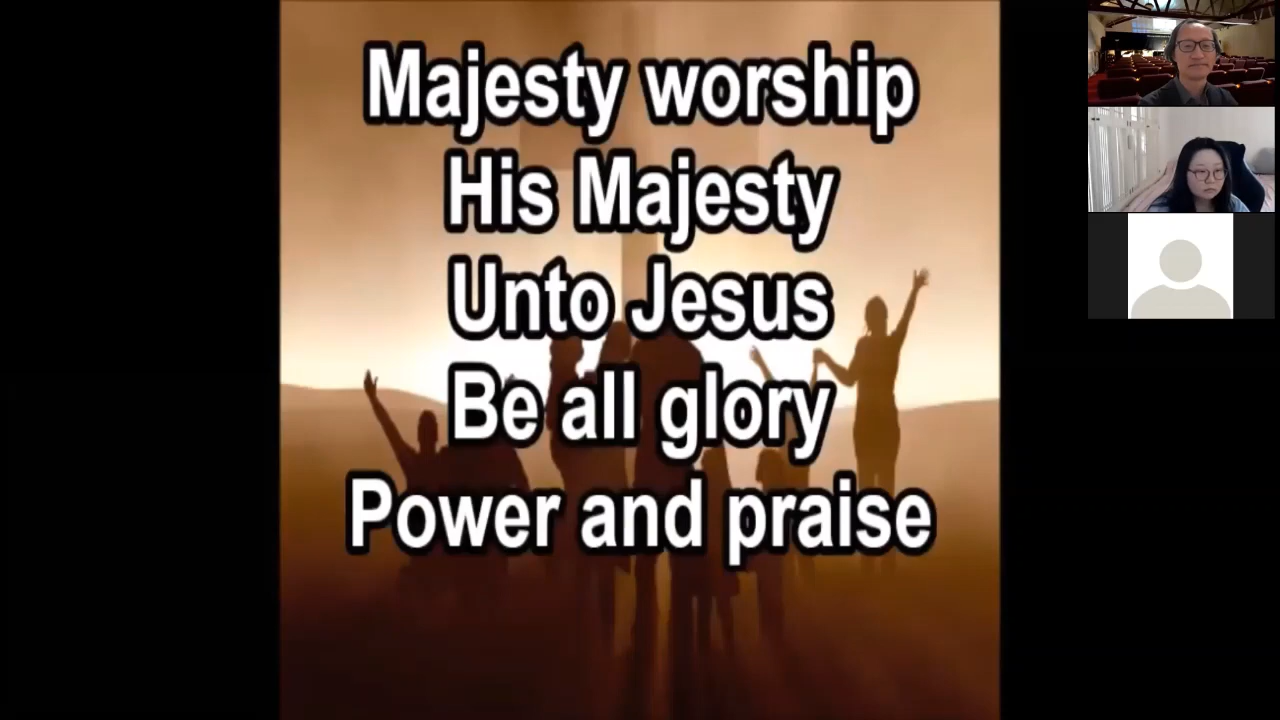 Majesty worship
His Majesty
Unto Jesus
Be all glory
Power and praise